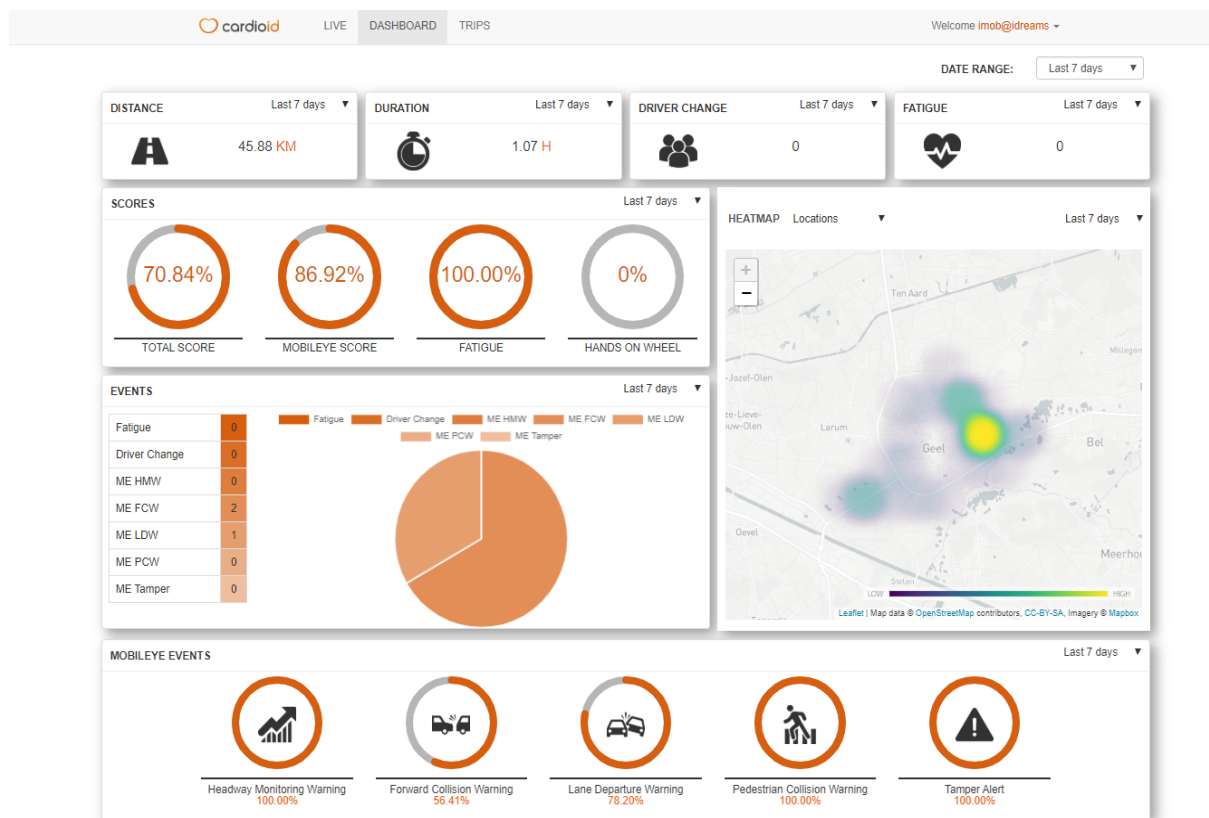 cardioid LIVE DASHBOARD TRIPS Welcome imob@idreams
DATE RANGE: Last 7 days
DISTANCE Last 7 days
45.88 KM
DURATION Last 7 days
1.07 H
DRIVER CHANGE Last 7 days
0
FATIGUE Last 7 days
0
SCORES Last 7 days
70.84% 86.92% 100.00% 0%
TOTAL SCORE MOBILEYE SCORE FATIGUE HANDS ON WHEEL
HEATMAP Locations Last 7 days
+
−
Ten Aard
Millegem
-Jozef-Olen
ze-Lieve-
uw-Olen
Larum
Geel
Bel
Oevel
Meerhou
Stelen
LOW HIGH
Leaflet | Map data © OpenStreetMap contributors, CC-BY-SA, Imagery © Mapbox
EVENTS Last 7 days
Fatigue 0
Driver Change 0
ME HMW 0
ME FCW 2
ME LDW 1
ME PCW 0
ME Tamper 0
Fatigue Driver Change ME HMW ME FCW ME LDW
ME PCW ME Tamper
MOBILEYE EVENTS Last 7 days
Headway Monitoring Warning
100.00%
Forward Collision Warning
56.41%
Lane Departure Warning
78.20%
Pedestrian Collision Warning
100.00%
Tamper Alert
100.00%